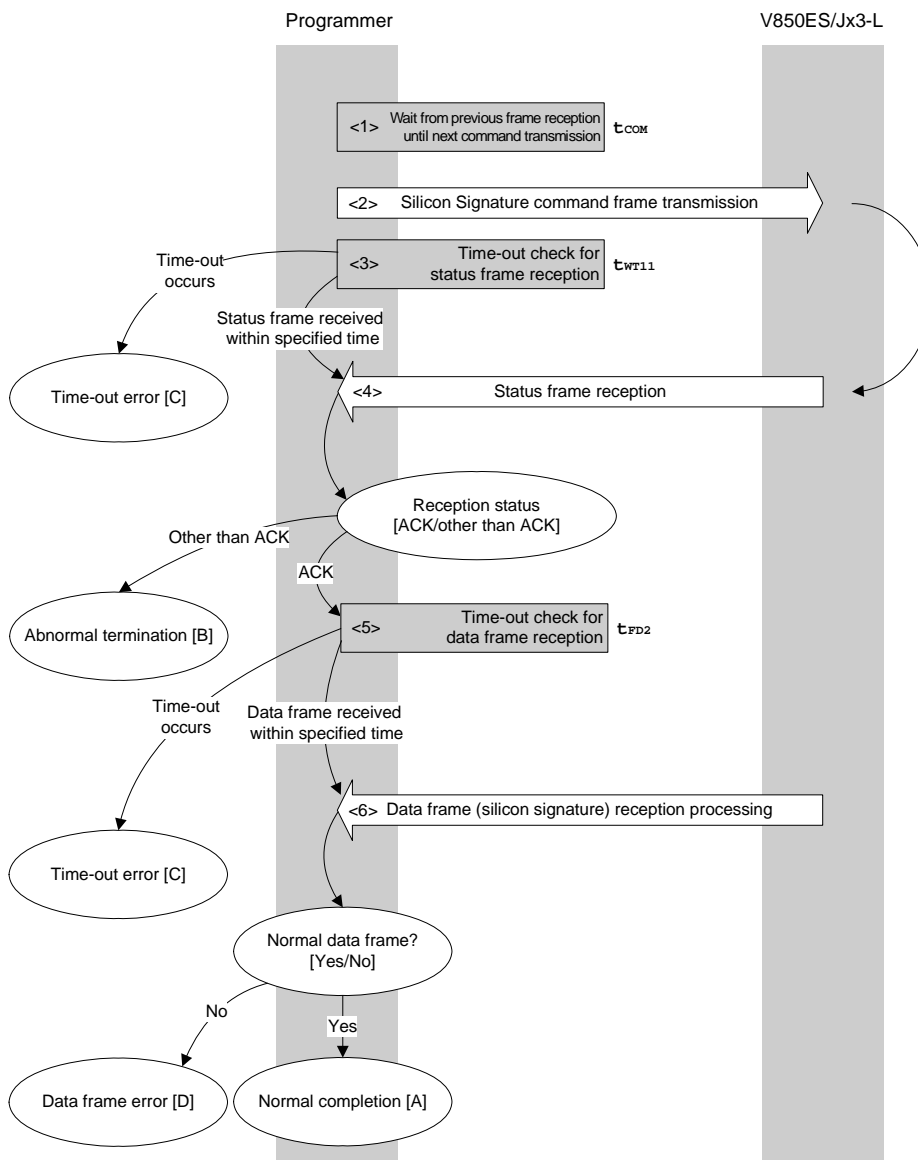 Programmer
V850ES/Jx3-L
<1> Wait from previous frame reception
until next command transmission
tCOM
<2> Silicon Signature command frame transmission
<3> Time-out check for
status frame reception
tWT11
Time-out
occurs
Status frame received
within specified time
Time-out error [C]
<4> Status frame reception
Reception status
[ACK/other than ACK]
Other than ACK
ACK
Abnormal termination [B]
<5> Time-out check for
data frame reception
tFD2
Time-out
occurs
Data frame received
within specified time
<6> Data frame (silicon signature) reception processing
Time-out error [C]
Normal data frame?
[Yes/No]
No
Yes
Data frame error [D]
Normal completion [A]